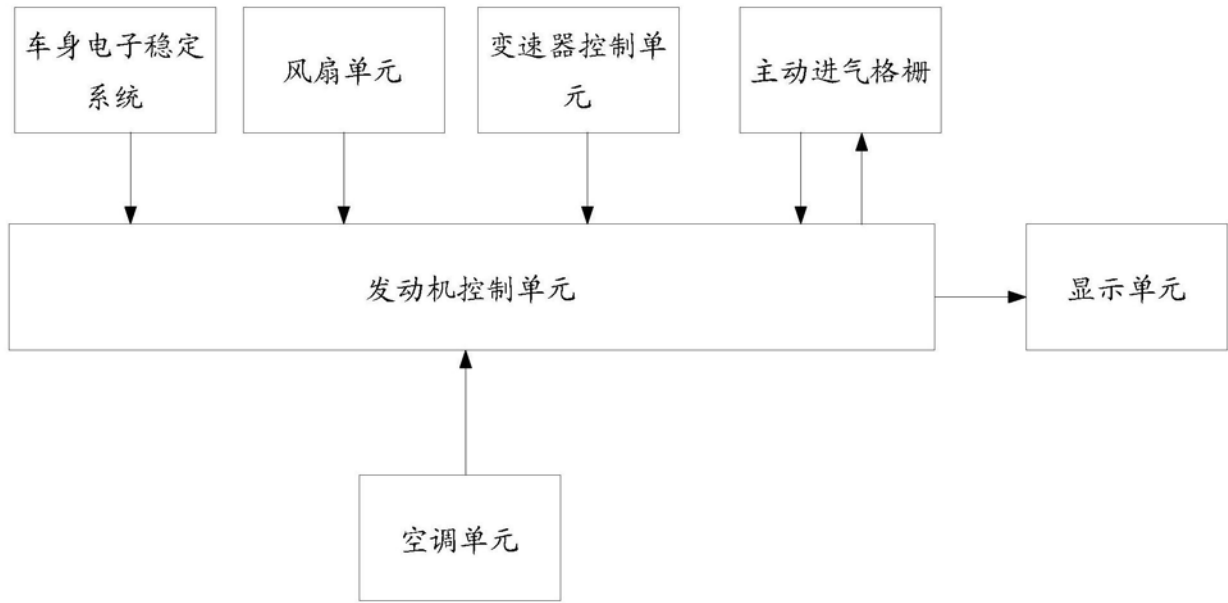 车身电子稳定
系统
风扇单元
变速器控制单
元
主动进气格栅
发动机控制单元
显示单元
空调单元